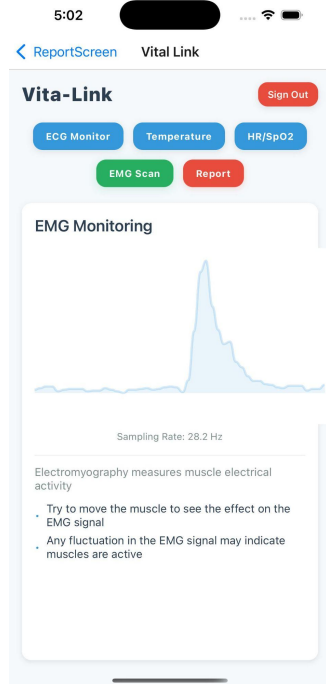 5:02
ReportScreen Vital Link
Vita-Link
Sign Out
ECG Monitor Temperature HR/SpO2
EMG Scan Report
EMG Monitoring
Sampling Rate: 28.2 Hz
Electromyography measures muscle electrical
activity
· Try to move the muscle to see the effect on the
EMG signal
· Any fluctuation in the EMG signal may indicate
muscles are active